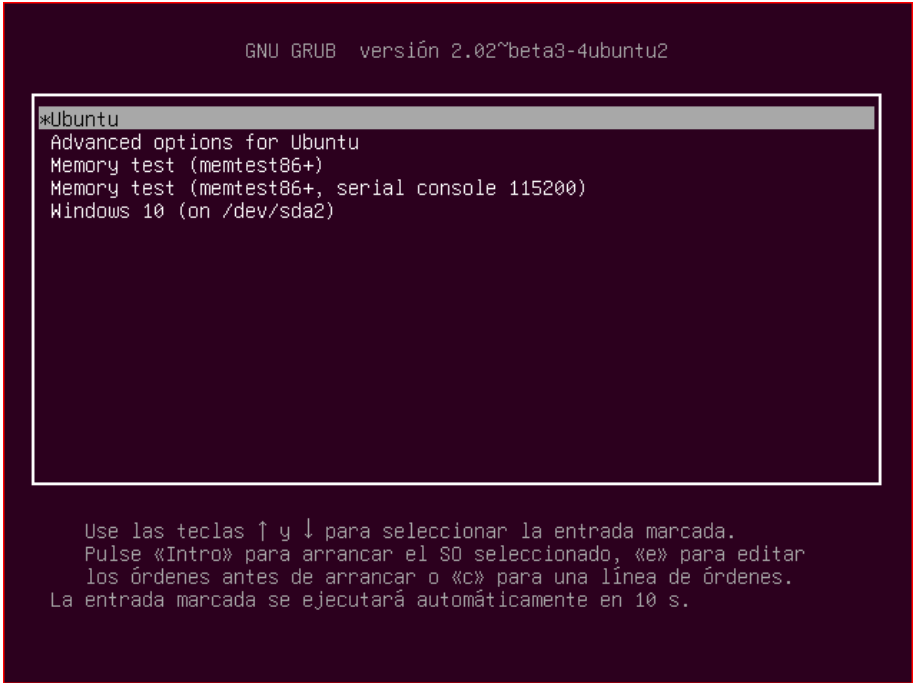 GNU GRUB  versión 2.02~beta3-4ubuntu2
*Ubuntu
Advanced options for Ubuntu
Memory test (memtest86+)
Memory test (memtest86+, serial console 115200)
Windows 10 (on /dev/sda2)
Use las teclas ↑ y ↓ para seleccionar la entrada marcada.
Pulse «Intro» para arrancar el SO seleccionado, «e» para editar
los órdenes antes de arrancar o «c» para una línea de órdenes.
La entrada marcada se ejecutará automáticamente en 10 s.